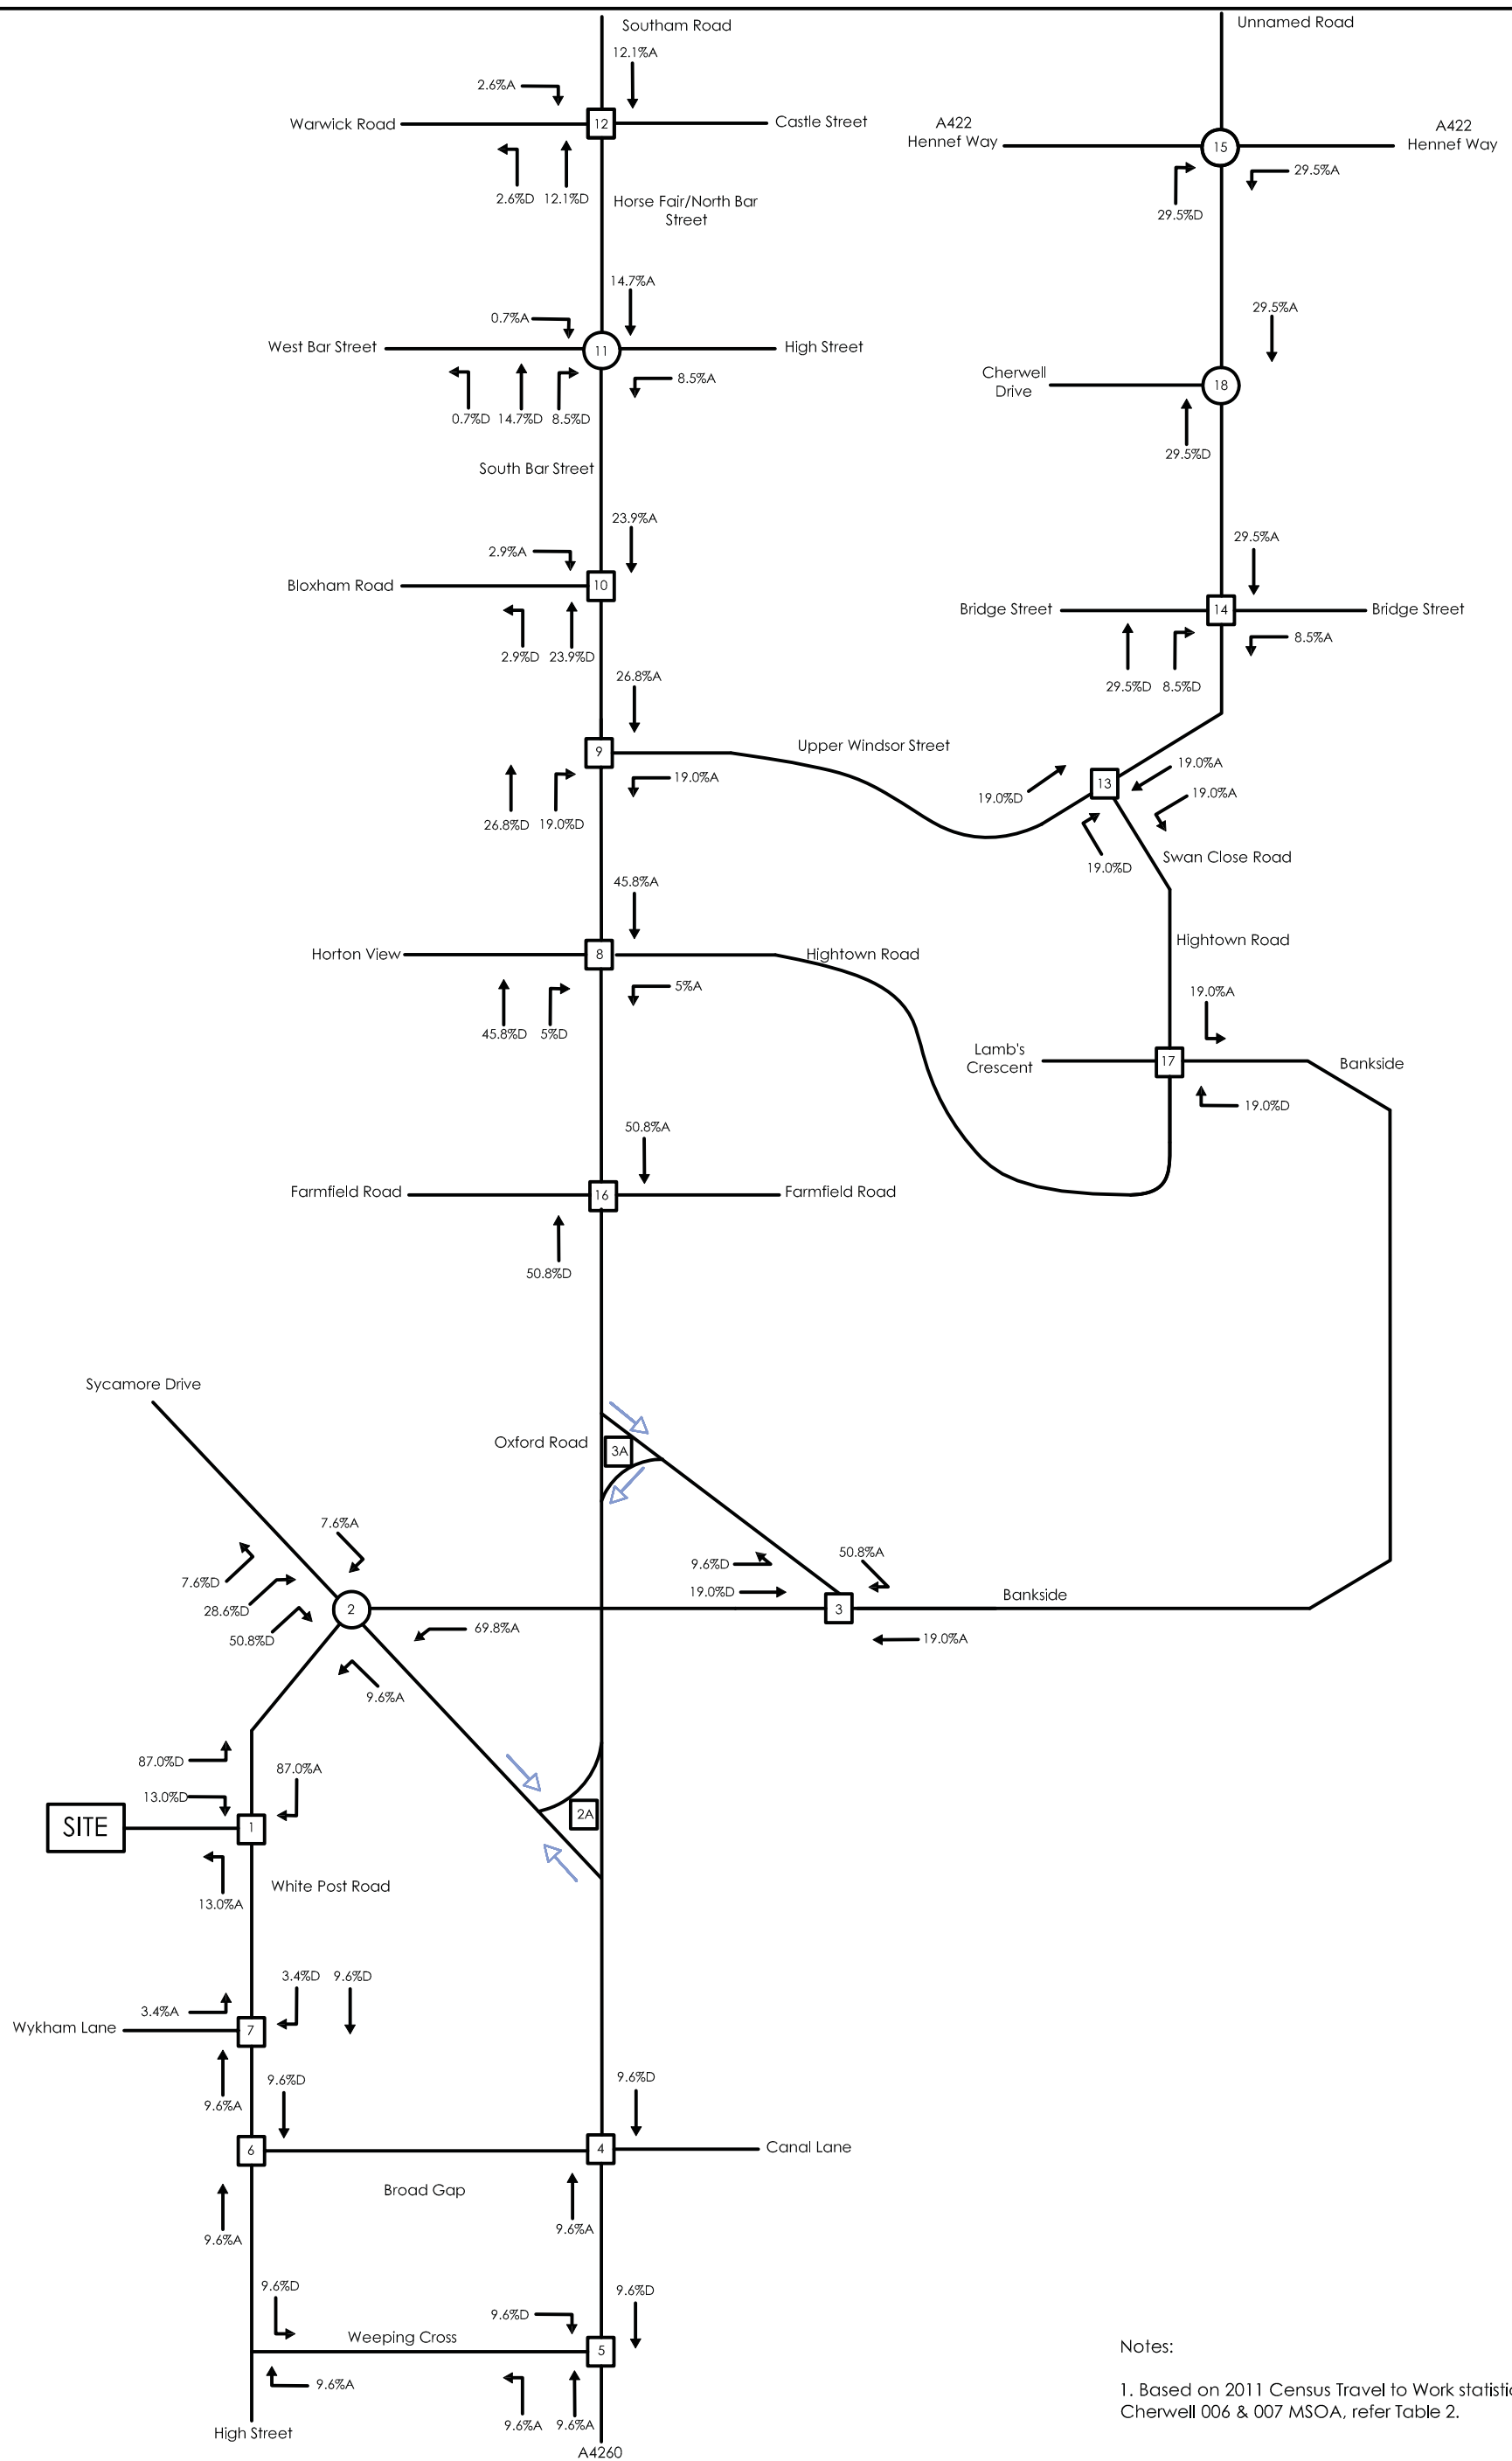 Southam Road
Unnamed Road
12.1%A
2.6%A
Warwick Road
12
Castle Street
A422
Hennef Way
15
A422
Hennef Way
29.5%A
2.6%D
12.1%D
Horse Fair/North Bar
Street
29.5%D
14.7%A
0.7%A
29.5%A
West Bar Street
11
High Street
8.5%A
Cherwell
Drive
18
0.7%D
14.7%D
8.5%D
29.5%D
South Bar Street
23.9%A
2.9%A
29.5%A
Bloxham Road
10
Bridge Street
14
Bridge Street
8.5%A
2.9%D
23.9%D
29.5%D
8.5%D
26.8%A
9
Upper Windsor Street
19.0%A
19.0%A
13
19.0%A
19.0%D
26.8%D
19.0%D
19.0%D
Swan Close Road
45.8%A
Horton View
8
Hightown Road
Hightown Road
5%A
19.0%A
45.8%D
5%D
Lamb's
Crescent
17
Bankside
19.0%D
50.8%A
Farmfield Road
16
Farmfield Road
50.8%D
Sycamore Drive
Oxford Road
3A
7.6%A
7.6%D
9.6%D
50.8%A
28.6%D
19.0%D
2
3
Bankside
50.8%D
69.8%A
19.0%A
9.6%A
87.0%D
87.0%A
13.0%D
SITE
1
2A
13.0%A
White Post Road
3.4%D
9.6%D
3.4%A
Wykham Lane
7
9.6%A
9.6%D
9.6%D
6
4
Canal Lane
Broad Gap
9.6%A
9.6%A
9.6%D
9.6%D
9.6%D
Weeping Cross
5
9.6%A
9.6%A
9.6%A
High Street
A4260
Notes:
1. Based on 2011 Census Travel to Work
Cherwell 006 & 007 MSOA, refer Table 2.